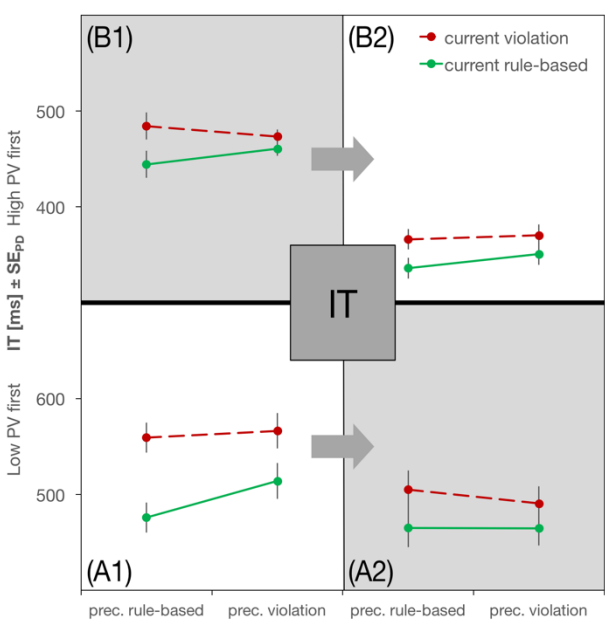 (B1)
(B2)
current violation
current rule-based
500
400
IT [ms] ± SE_PD High PV first
IT
600
500
Low PV first
(A1)
(A2)
prec. rule-based
prec. violation
prec. rule-based
prec. violation